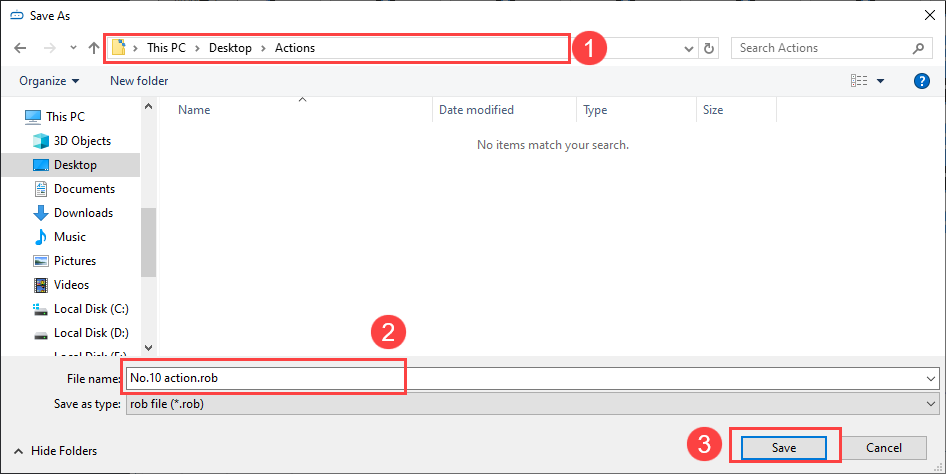 Save As
This PC > Desktop > Actions
1
Search Actions
Organize
New folder
?
This PC
3D Objects
Desktop
Documents
Downloads
Music
Pictures
Videos
Local Disk (C:)
Local Disk (D:)
Name
Date modified
Type
Size
No items match your search.
2
File name:
No.10 action.rob
Save as type:
rob file (*.rob)
Hide Folders
3
Save
Cancel